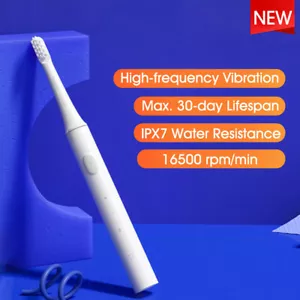 NEW
High-frequency Vibration
Max. 30-day Lifespan
IPX7 Water Resistance
16500 rpm/min